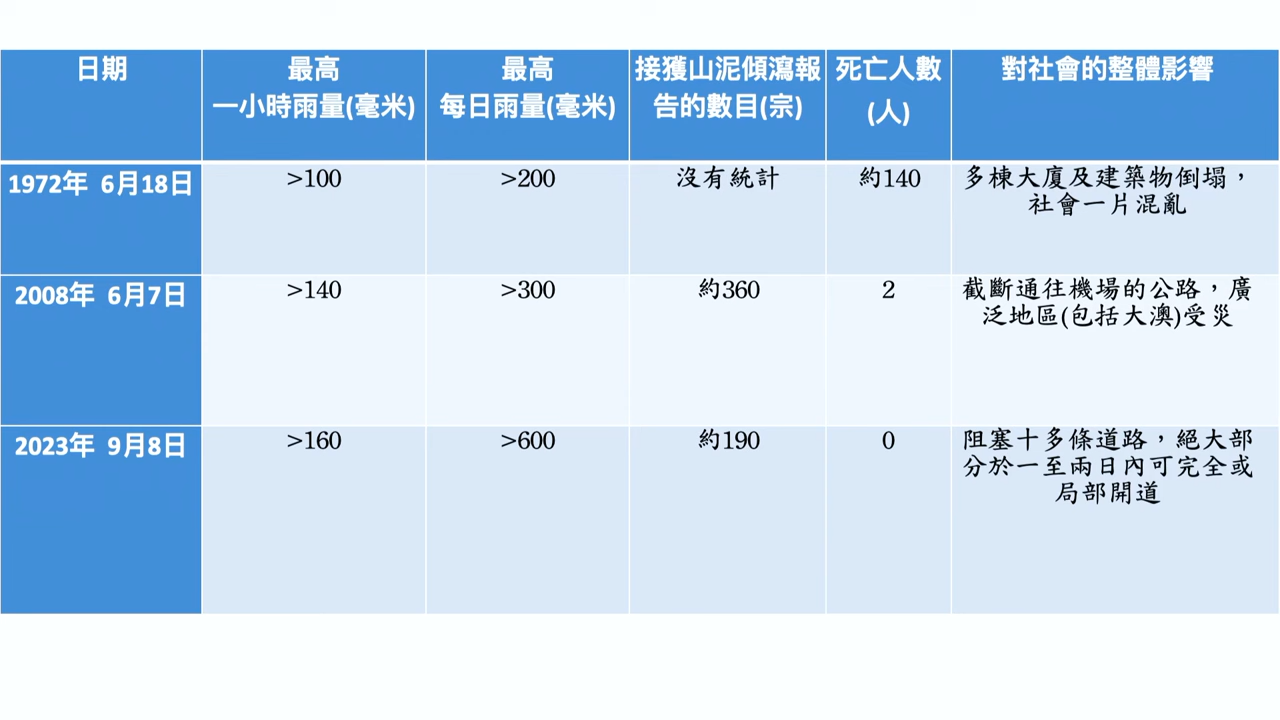 日期
最高
一小時雨量(毫米)
最高
每日雨量(毫米)
接獲山泥傾瀉報
告的數目(宗)
死亡人數
(人)
對社會的整體影響
1972年 6月18日
>100
>200
沒有統計
約140
多棟大廈及建築物倒塌，
社會一片混亂
2008年 6月7日
>140
>300
約360
2
截斷通往機場的公路，廣
泛地區(包括大澳)受災
2023年 9月8日
>160
>600
約190
0
阻塞十多條道路，絕大部
分於一至兩日內可完全或
局部開道